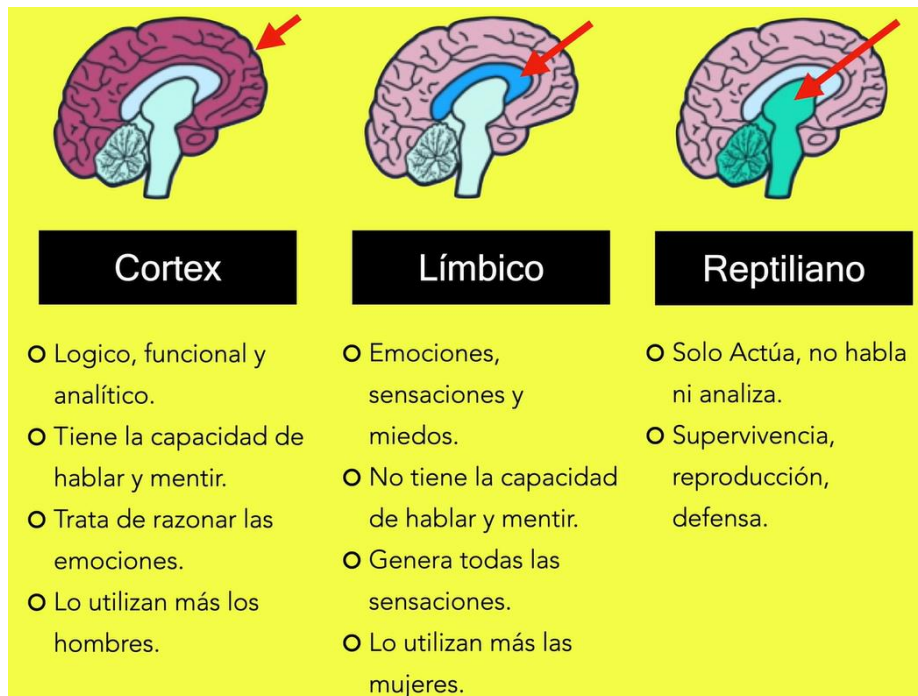 Cortex
Logico, funcional y
analítico.
Tiene la capacidad de
hablar y mentir.
Trata de razonar las
emociones.
Lo utilizan más los
hombres.
Límbico
Emociones,
sensaciones y
miedos.
No tiene la capacidad
de hablar y mentir.
Genera todas las
sensaciones.
Lo utilizan más las
mujeres.
Reptiliano
Solo Actúa, no habla
ni analiza.
Supervivencia,
reproducción,
defensa.